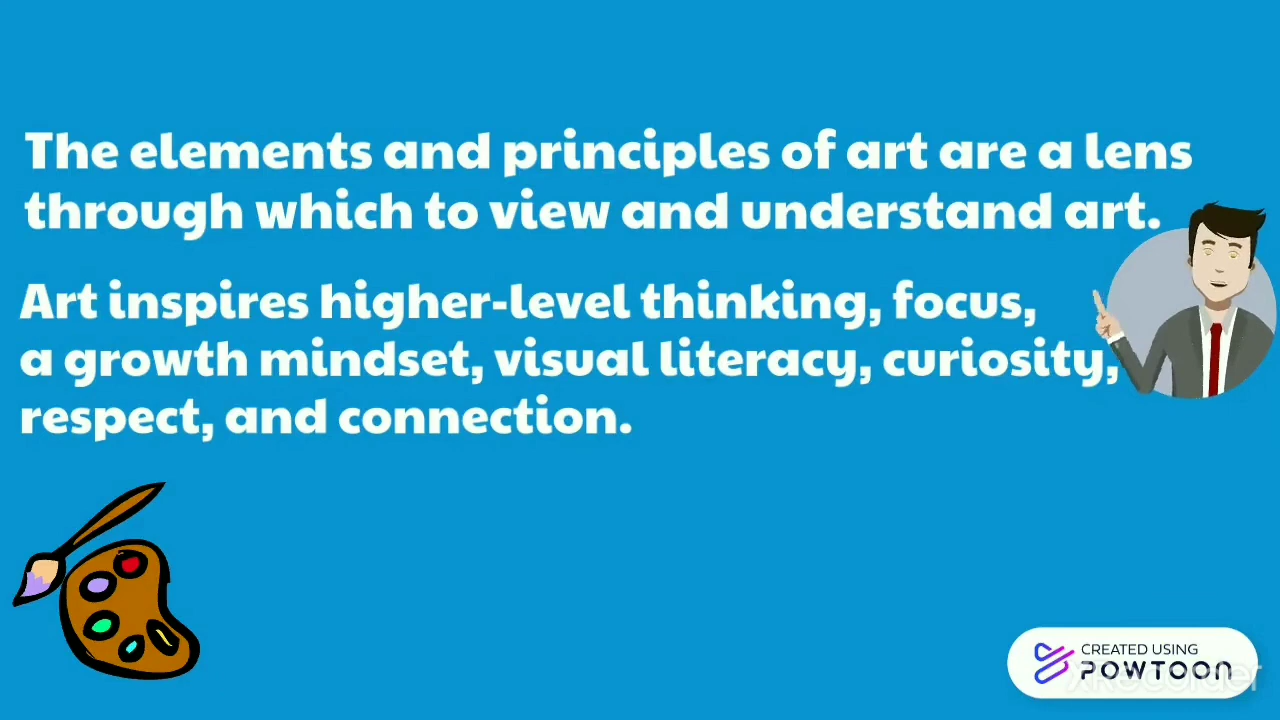 The elements and principles of art are a lens
through which to view and understand art.
Art inspires higher-level thinking, focus,
a growth mindset, visual literacy, curiosity,
respect, and connection.
CREATED USING
POWTOON
XRecorder